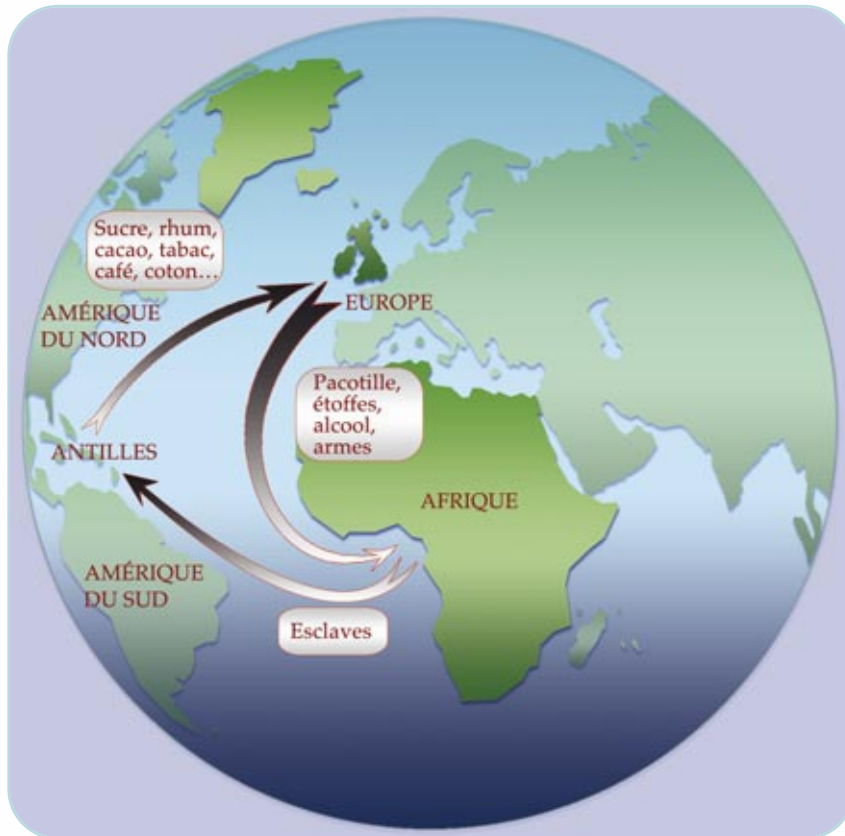 Sucre, rhum,
cacao, tabac,
café, coton...
AMÉRIQUE
DU NORD
EUROPE
Pacotille,
étoffes,
alcool,
armes
ANTILLES
AFRIQUE
AMÉRIQUE
DU SUD
Esclaves